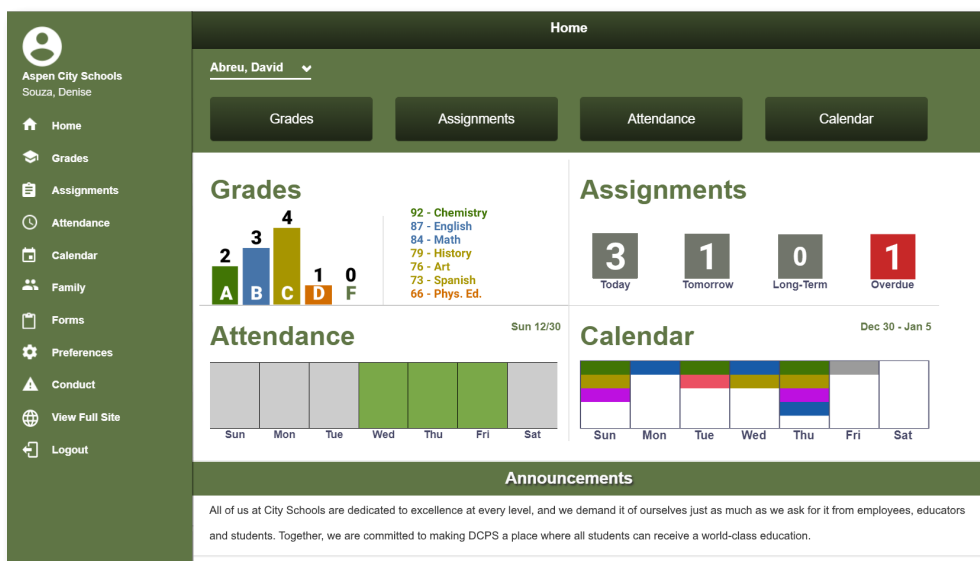 Home
Aspen City Schools
Souza, Denise
Home
Grades
Assignments
Attendance
Calendar
Family
Forms
Preferences
Conduct
View Full Site
Logout
Abreu, David
Grades Assignments Attendance Calendar
Grades
2 3 4 1 0
A B C D F
92 - Chemistry
87 - English
84 - Math
79 - History
76 - Art
73 - Spanish
66 - Phys. Ed.
Assignments
3 1 0 1
Today Tomorrow Long-Term Overdue
Attendance
Sun 12/30
Sun Mon Tue Wed Thu Fri Sat
Calendar
Dec 30 - Jan 5
Sun Mon Tue Wed Thu Fri Sat
Announcements
All of us at City Schools are dedicated to excellence at every level, and we demand it of ourselves just as much as we ask for it from employees, educators
and students. Together, we are committed to making DCPS a place where all students can receive a world-class education.